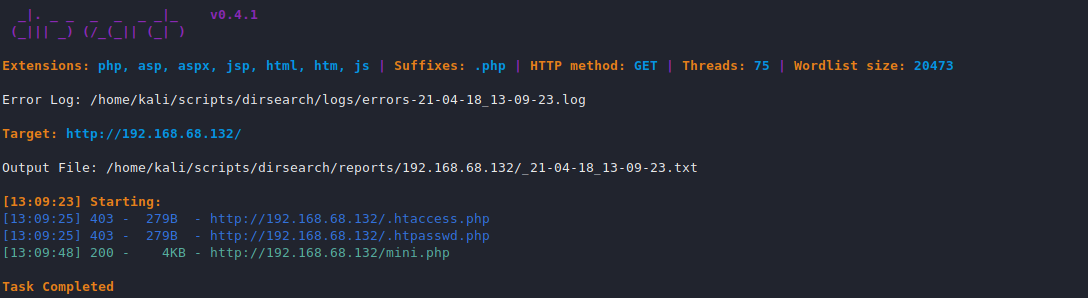 _|. _ _  _  _  _ _|_    v0.4.1
(_||| _) (/_(_|| (_| )
Extensions: php, asp, aspx, jsp, html, htm, js | Suffixes: .php | HTTP method: GET | Threads: 75 | Wordlist size: 20473
Error Log: /home/kali/scripts/dirsearch/logs/errors-21-04-18_13-09-23.log
Target: http://192.168.68.132/
Output File: /home/kali/scripts/dirsearch/reports/192.168.68.132/_21-04-18_13-09-23.txt
[13:09:23] Starting:
[13:09:25] 403 -  279B  - http://192.168.68.132/.htaccess.php
[13:09:25] 403 -  279B  - http://192.168.68.132/.htpasswd.php
[13:09:48] 200 -    4KB - http://192.168.68.132/mini.php
Task Completed